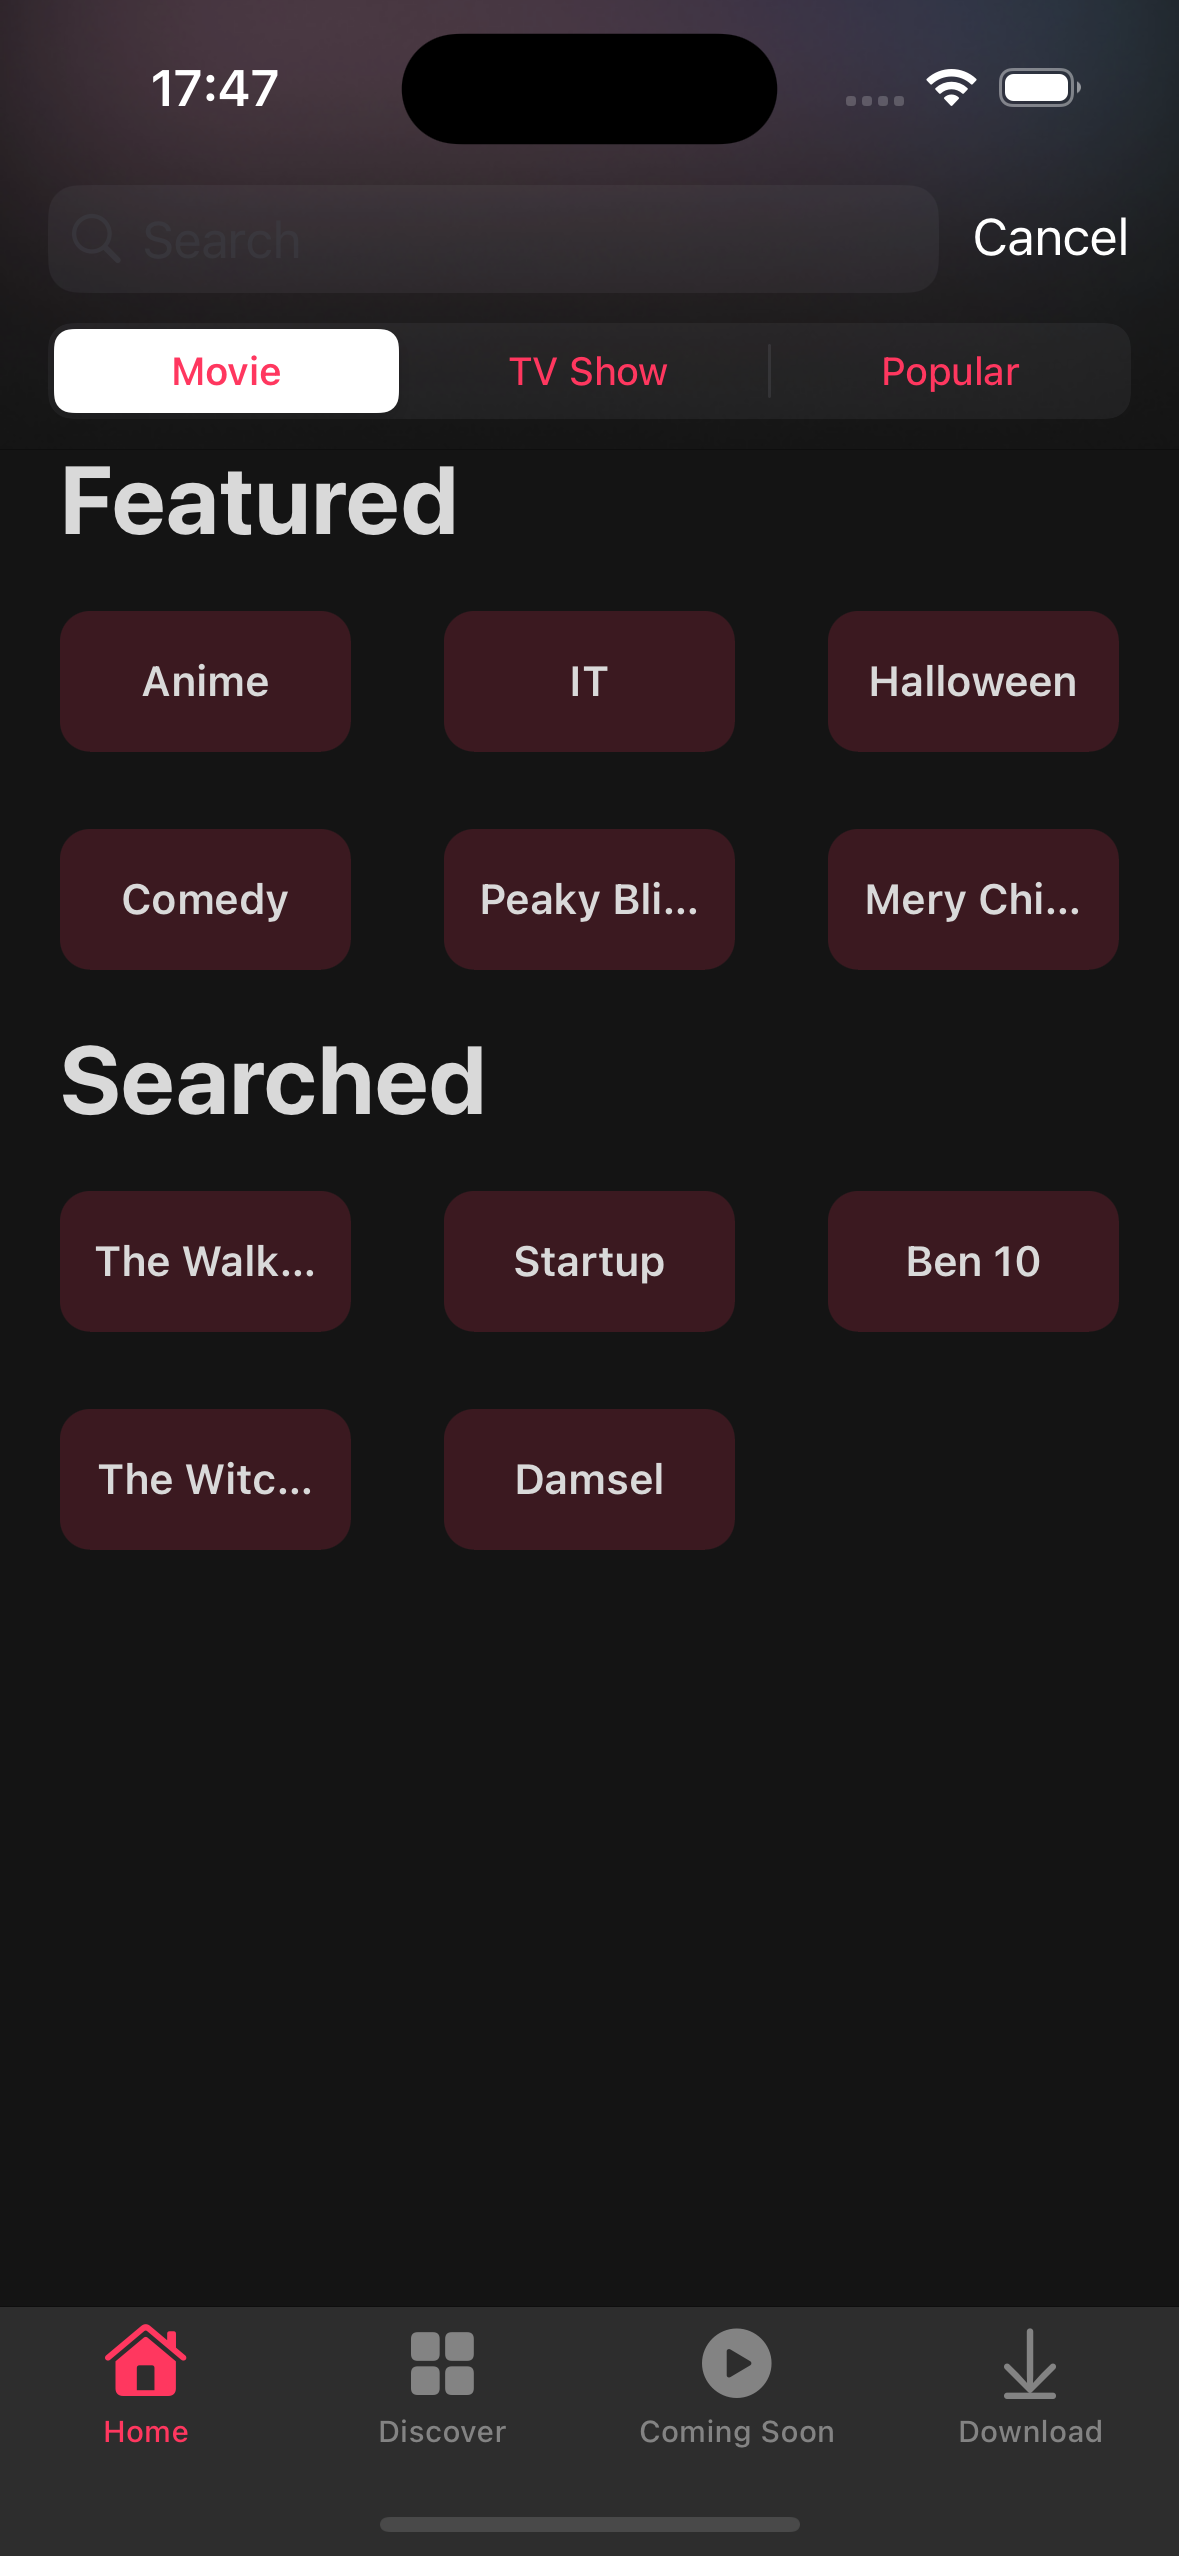 17:47
Search
Cancel
Movie
TV Show
Popular
Featured
Anime
IT
Halloween
Comedy
Peaky Bli...
Mery Chi...
Searched
The Walk...
Startup
Ben 10
The Witc...
Damsel
Home
Discover
Coming Soon
Download